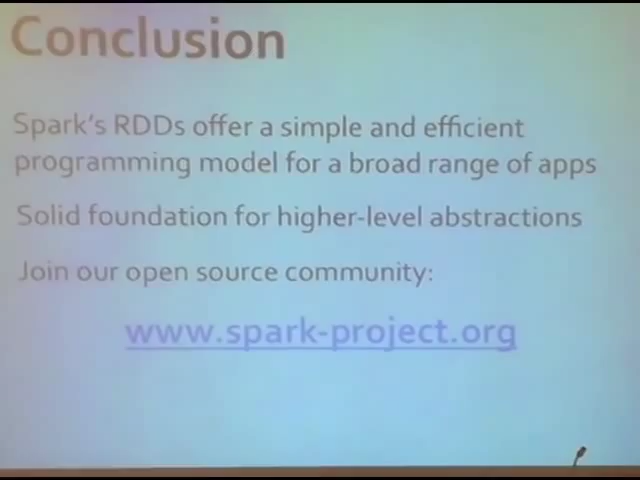 Conclusion
Spark's RDDs offer a simple and efficient
programming model for a broad range of apps
Solid foundation for higher-level abstractions
Join our open source community:
www.spark-project.org